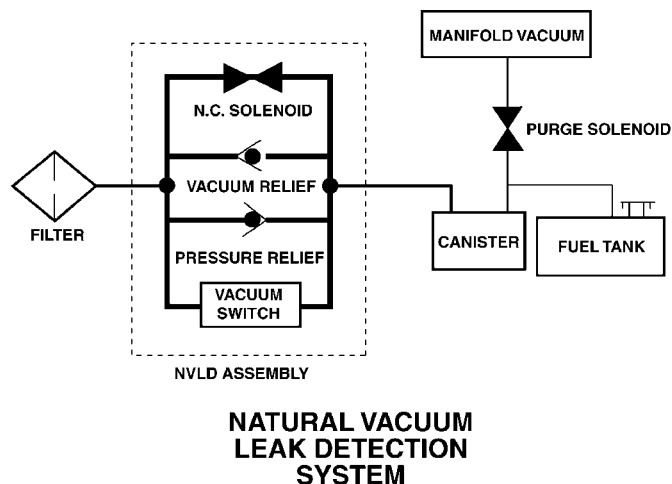 MANIFOLD VACUUM
N.C. SOLENOID
PURGE SOLENOID
VACUUM RELIEF
FILTER
CANISTER
FUEL TANK
PRESSURE RELIEF
VACUUM
SWITCH
NVLD ASSEMBLY
NATURAL VACUUM
LEAK DETECTION
SYSTEM